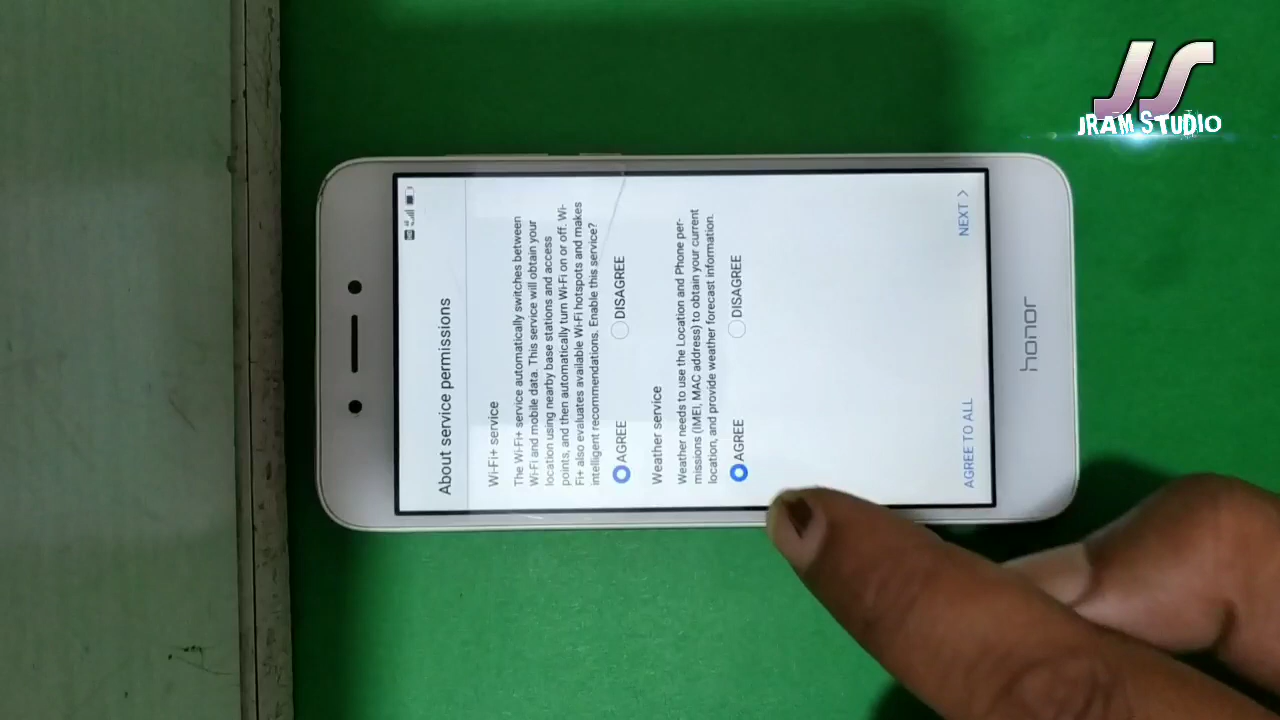 About service permissions
Wi-Fi+ service
The Wi-Fi+ service automatically switches between
Wi-Fi and mobile data. This service will obtain your
location using nearby base stations and access
points, and then automatically turn Wi-Fi on or off. Wi-
Fi+ also evaluates available Wi-Fi hotspots and makes
intelligent recommendations. Enable this service?
AGREE DISAGREE
Weather service
Weather needs to use the Location and Phone per-
missions (IMEI, MAC address) to obtain your current
location, and provide weather forecast information.
AGREE DISAGREE
AGREE TO ALL NEXT >
honor
JS
JRAM STUDIO